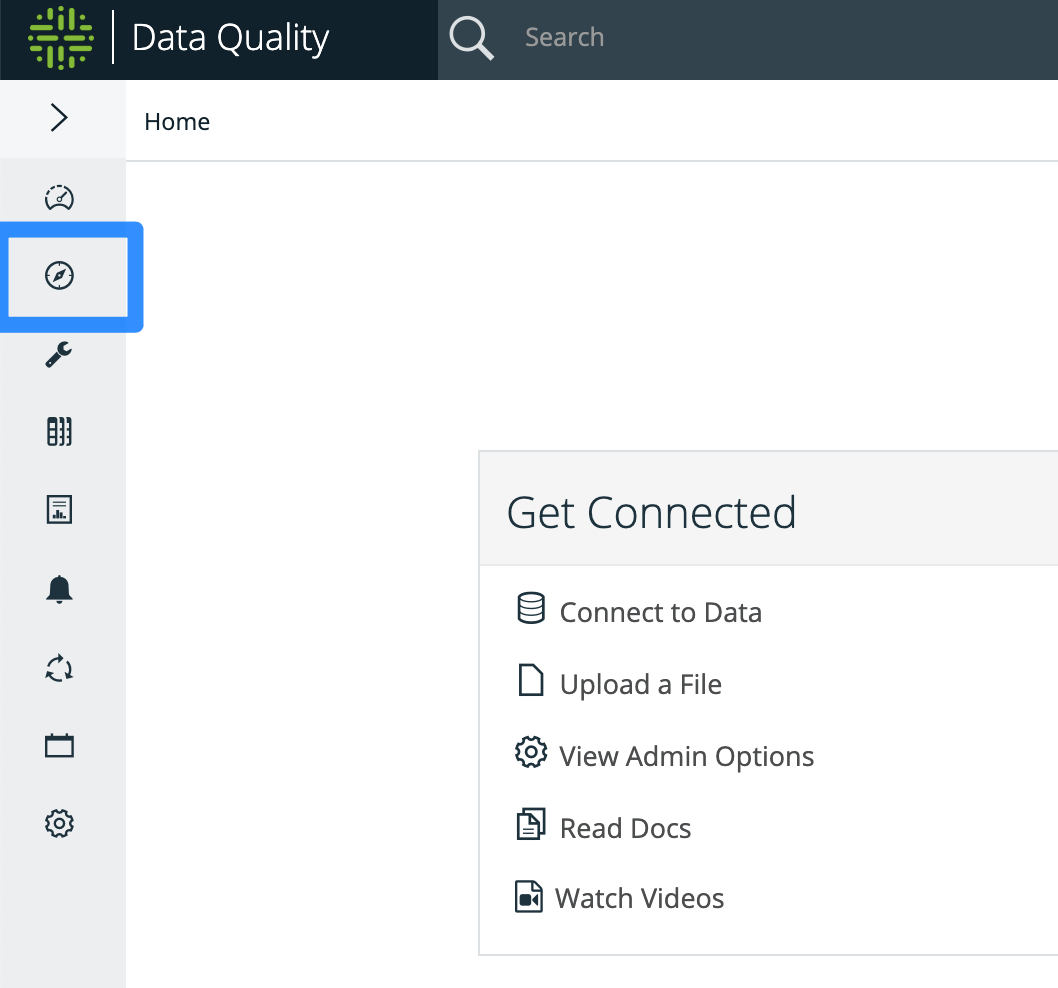 Data Quality
Search
Home
Get Connected
Connect to Data
Upload a File
View Admin Options
Read Docs
Watch Videos